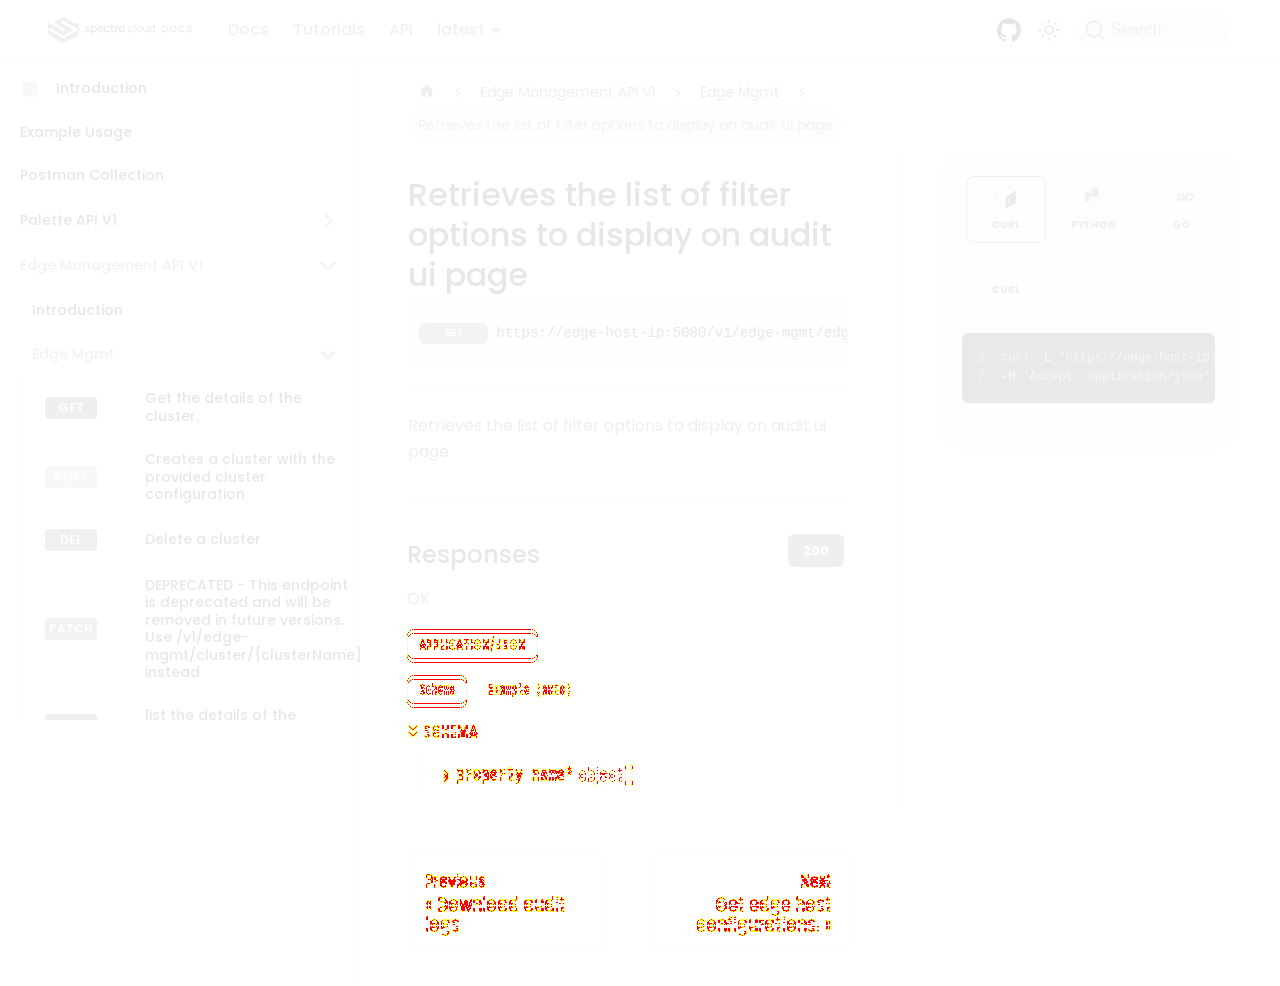 spectro cloud DOCS
Docs Tutorials API latest
Search
Introduction
Example Usage
Postman Collection
Palette API V1
Edge Management API V1
Introduction
Edge Mgmt
GET Get the details of the
cluster.
POST Creates a cluster with the
provided cluster
configuration
DEL Delete a cluster
PATCH DEPRECATED - This endpoint
is deprecated and will be
removed in future versions.
Use /v1/edge-
mgmt/cluster/{clusterName}
instead
list the details of the
Edge Management API V1 > Edge Mgmt >
Retrieves the list of filter options to display on audit ui page
Retrieves the list of filter
options to display on audit
ui page
GET https://edge-host-ip:5080/v1/edge-mgmt/edg
Retrieves the list of filter options to display on audit ui
page
Responses
200
OK
APPLICATION/JSON
Schema Example (auto)
SCHEMA
property name* object[]
Previous
« Download audit
logs
Next
Get edge host
configurations. »
CURL PYTHON GO
CURL
1 curl -L 'https://edge-host-ip:
2 -H 'Accept: application/json'